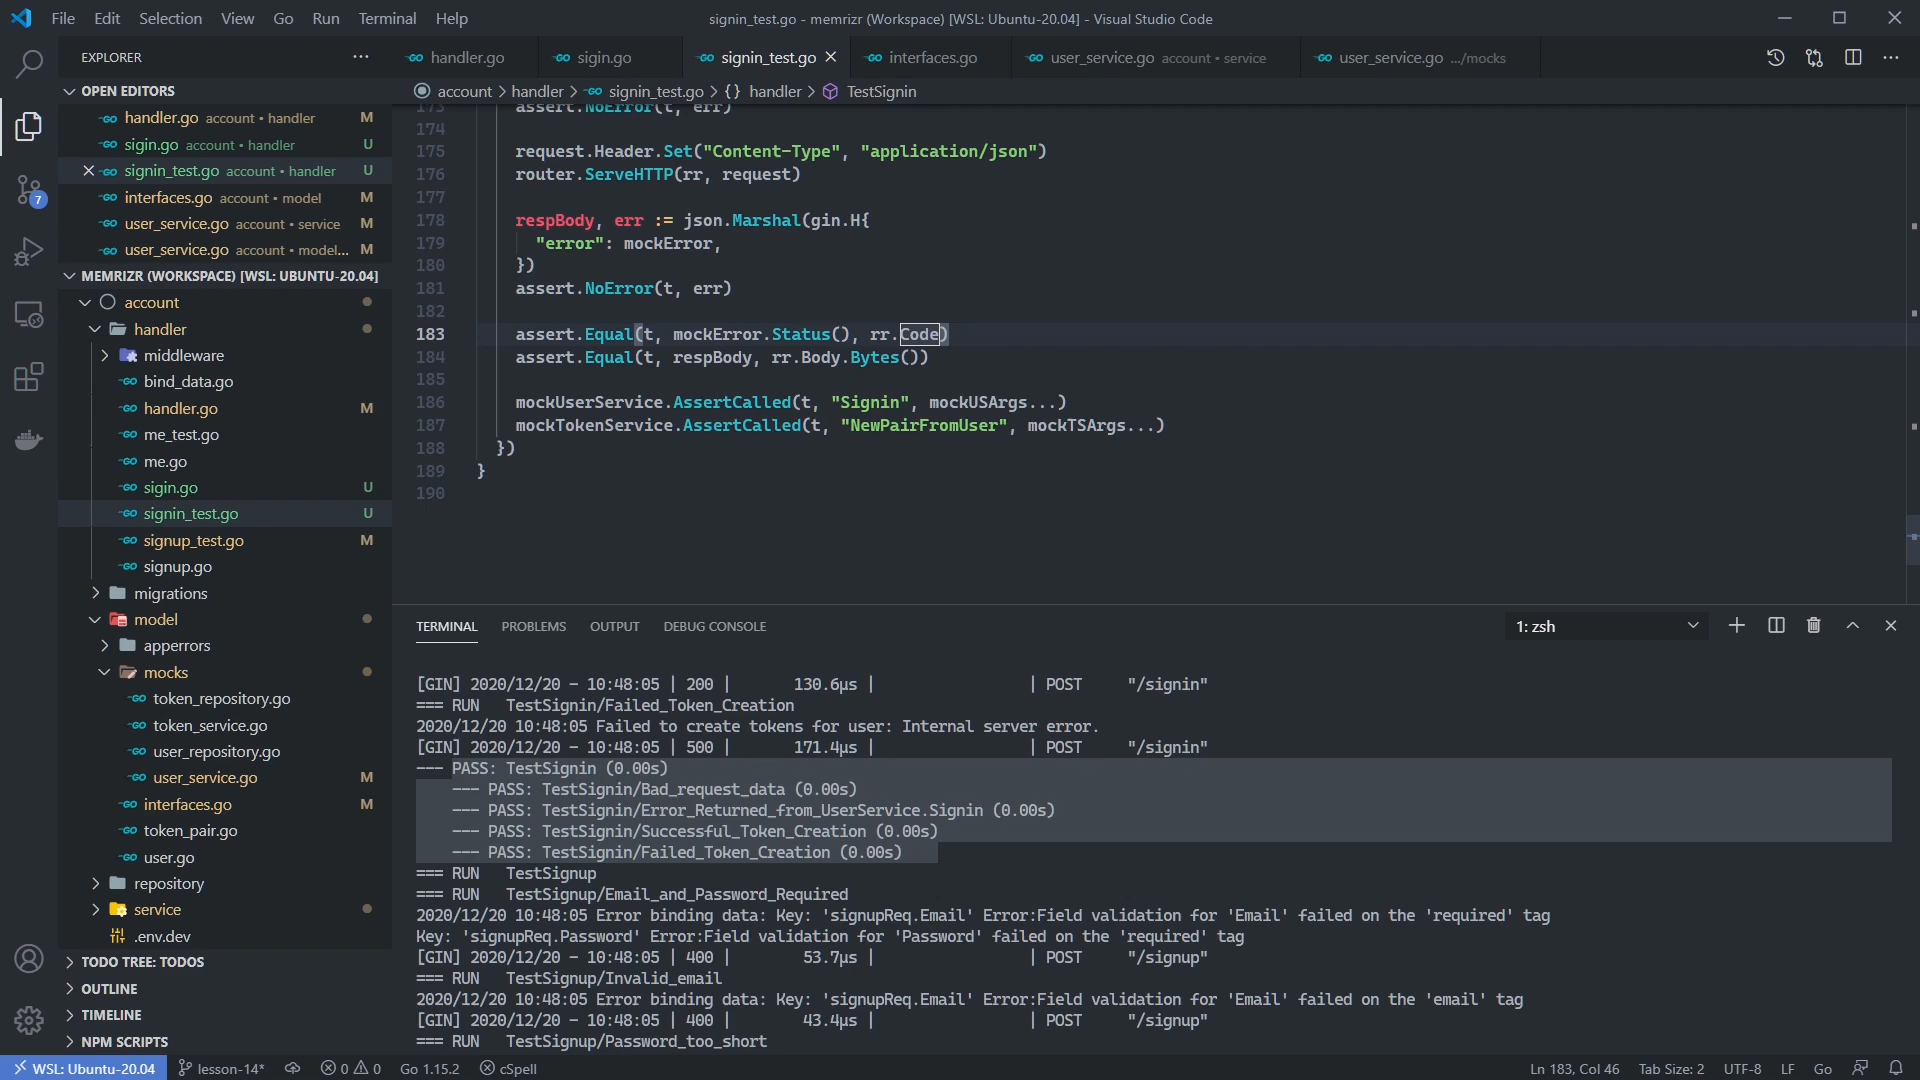 File Edit Selection View Go Run Terminal Help
signin_test.go - memrizr (Workspace) [WSL: Ubuntu-20.04] - Visual Studio Code
EXPLORER
handler.go
sigin.go
signin_test.go
interfaces.go
user_service.go account • service
user_service.go .../mocks
OPEN EDITORS
handler.go account • handler M
sigin.go account • handler U
signin_test.go account • handler U
interfaces.go account • model M
user_service.go account • service M
user_service.go account • model... M
MEMRIZR (WORKSPACE) [WSL: UBUNTU-20.04]
account
handler
middleware
bind_data.go
handler.go M
me_test.go
me.go
sigin.go U
signin_test.go U
signup_test.go M
signup.go
migrations
model
apperrors
mocks
token_repository.go
token_service.go
user_repository.go
user_service.go M
interfaces.go M
token_pair.go
user.go
repository
service
.env.dev
TODO TREE: TODOS
OUTLINE
TIMELINE
NPM SCRIPTS
7
account > handler > signin_test.go > {} handler > TestSignin
173 assert.NoError(t, err)
174
175 request.Header.Set("Content-Type", "application/json")
176 router.ServeHTTP(rr, request)
177
178 respBody, err := json.Marshal(gin.H{
179 "error": mockError,
180 })
181 assert.NoError(t, err)
182
183 assert.Equal(t, mockError.Status(), rr.Code)
184 assert.Equal(t, respBody, rr.Body.Bytes())
185
186 mockUserService.AssertCalled(t, "Signin", mockUSArgs...)
187 mockTokenService.AssertCalled(t, "NewPairFromUser", mockTSArgs...)
188 })
189 }
190
TERMINAL PROBLEMS OUTPUT DEBUG CONSOLE
1: zsh
[GIN] 2020/12/20 - 10:48:05 | 200 | 130.6µs | | POST "/signin"
=== RUN TestSignin/Failed_Token_Creation
2020/12/20 10:48:05 Failed to create tokens for user: Internal server error.
[GIN] 2020/12/20 - 10:48:05 | 500 | 171.4µs | | POST "/signin"
--- PASS: TestSignin (0.00s)
--- PASS: TestSignin/Bad_request_data (0.00s)
--- PASS: TestSignin/Error_Returned_from_UserService.Signin (0.00s)
--- PASS: TestSignin/Successful_Token_Creation (0.00s)
--- PASS: TestSignin/Failed_Token_Creation (0.00s)
=== RUN TestSignup
=== RUN TestSignup/Email_and_Password_Required
2020/12/20 10:48:05 Error binding data: Key: 'signupReq.Email' Error:Field validation for 'Email' failed on the 'required' tag
Key: 'signupReq.Password' Error:Field validation for 'Password' failed on the 'required' tag
[GIN] 2020/12/20 - 10:48:05 | 400 | 53.7µs | | POST "/signup"
=== RUN TestSignup/Invalid_email
2020/12/20 10:48:05 Error binding data: Key: 'signupReq.Email' Error:Field validation for 'Email' failed on the 'email' tag
[GIN] 2020/12/20 - 10:48:05 | 400 | 43.4µs | | POST "/signup"
=== RUN TestSignup/Password_too_short
WSL: Ubuntu-20.04 lesson-14* 0 0 Go 1.15.2 cSpell
Ln 183, Col 46 Tab Size: 2 UTF-8 LF Go